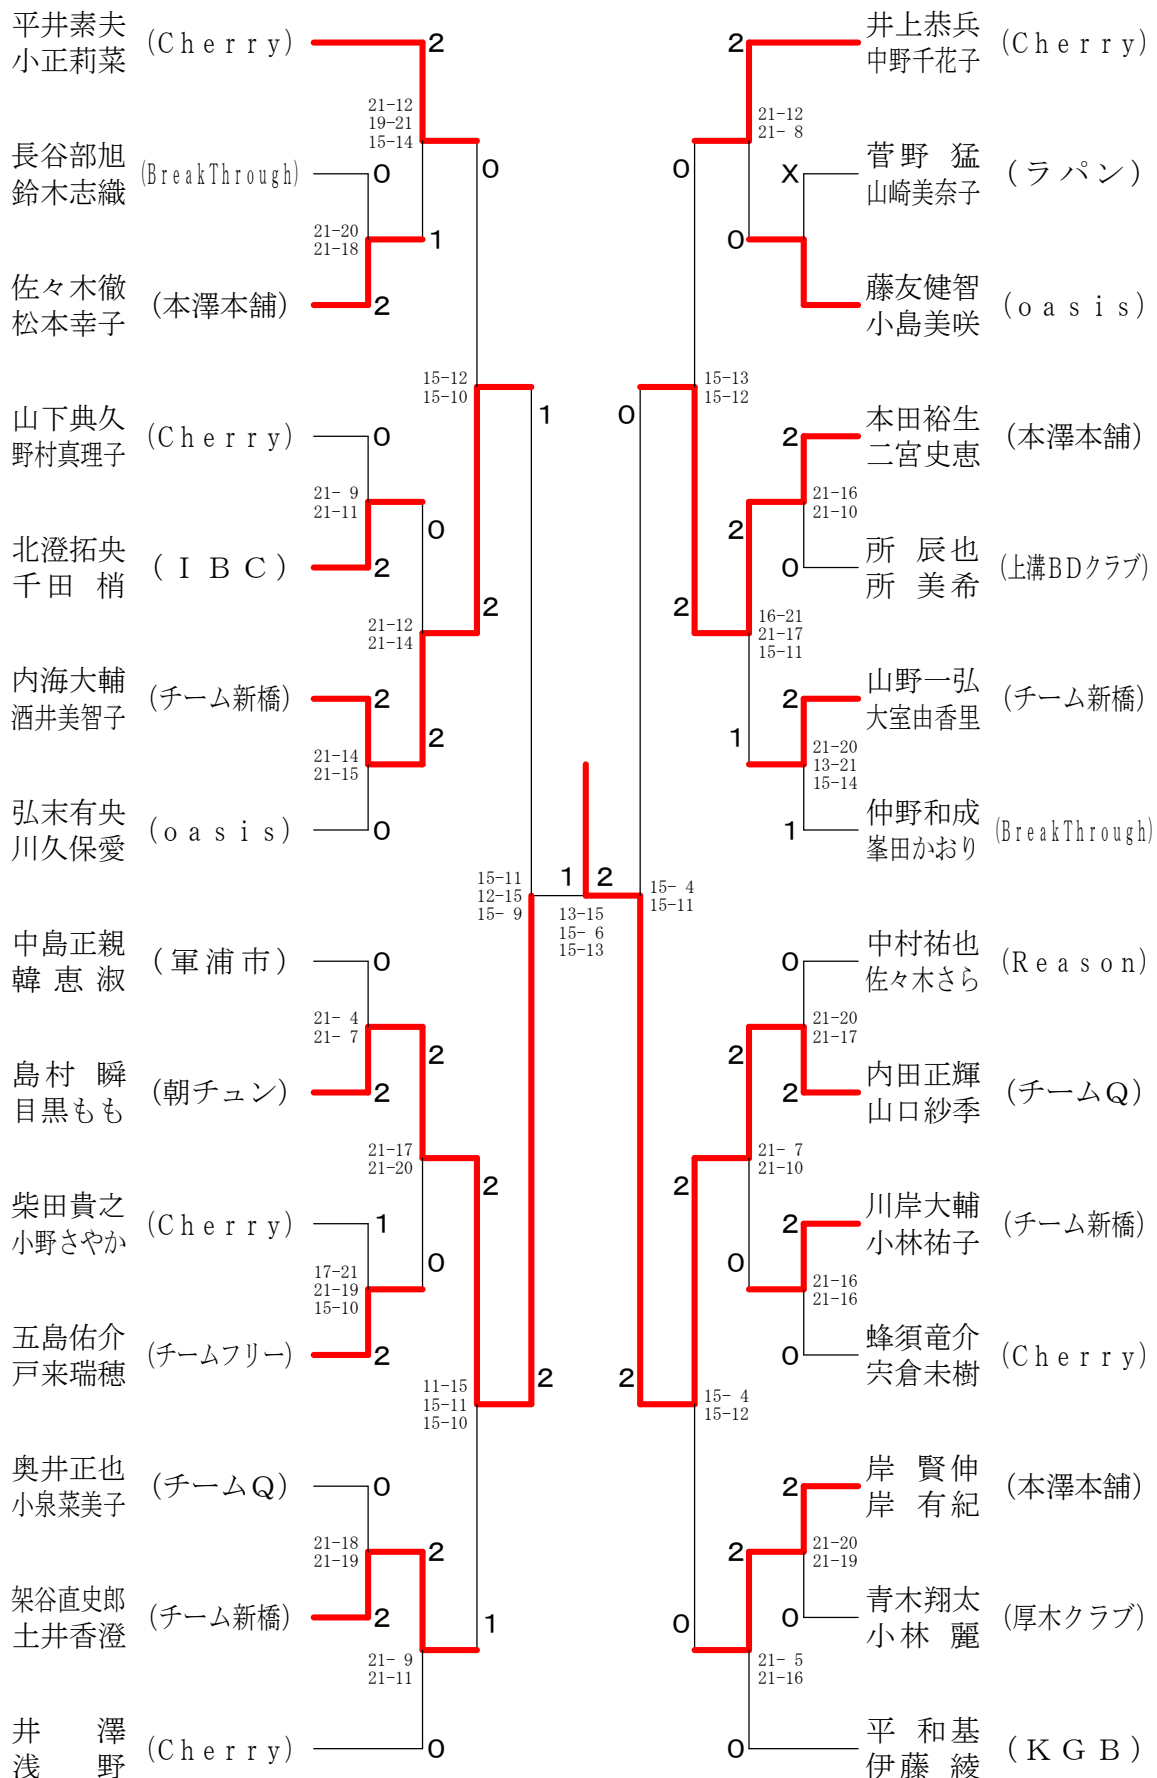 平井素夫
小正莉菜
(Cherry)
2
21-12
19-21
15-14
0
長谷部旭
鈴木志織
(BreakThrough)
0
21-20
21-18
1
佐々木徹
松本幸子
(本澤本舗)
2
15-12
15-10
1
山下典久
野村真理子
(Cherry)
0
21- 9
21-11
0
北澄拓央
千田 梢
(ＩＢＣ)
2
21-12
21-14
2
内海大輔
酒井美智子
(チーム新橋)
2
21-14
21-15
2
弘末有央
川久保愛
(oasis)
0
15-11
12-15
15- 9
1
2
13-15
15- 6
15-13
中島正親
韓恵淑
(軍浦市)
0
21- 4
21- 7
2
島村 瞬
目黒もも
(朝チュン)
2
21-17
21-20
2
柴田貴之
小野さやか
(Cherry)
1
17-21
21-19
15-10
0
五島佑介
戸来瑞穂
(チームフリー)
2
11-15
15-11
15-10
2
奥井正也
小泉菜美子
(チームＱ)
0
21-18
21-19
2
架谷直史郎
土井香澄
(チーム新橋)
2
21- 9
21-11
1
井 澤
浅 野
(Cherry)
0
2
井上恭兵
中野千花子
(Cherry)
21-12
21- 8
0
X
菅野 猛
山崎美奈子
(ラパン)
0
藤友健智
小島美咲
(oasis)
15-13
15-12
0
2
本田裕生
二宮史恵
(本澤本舗)
21-16
21-10
2
0
所 辰也
所 美希
(上溝BDクラブ)
2
16-21
21-17
15-11
2
山野一弘
大室由香里
(チーム新橋)
1
21-20
13-21
15-14
1
仲野和成
峯田かおり
(BreakThrough)
15- 4
15-11
0
中村祐也
佐々木さら
(Reason)
21-20
21-17
2
2
内田正輝
山口紗季
(チームＱ)
21- 7
21-10
2
2
川岸大輔
小林祐子
(チーム新橋)
0
21-16
21-16
0
蜂須竜介
宍倉未樹
(Cherry)
2
15- 4
15-12
2
岸 賢伸
岸 有紀
(本澤本舗)
21-20
21-19
2
0
青木翔太
小林 麗
(厚木クラブ)
0
21- 5
21-16
0
平 和基
伊藤 綾
(ＫＧＢ)